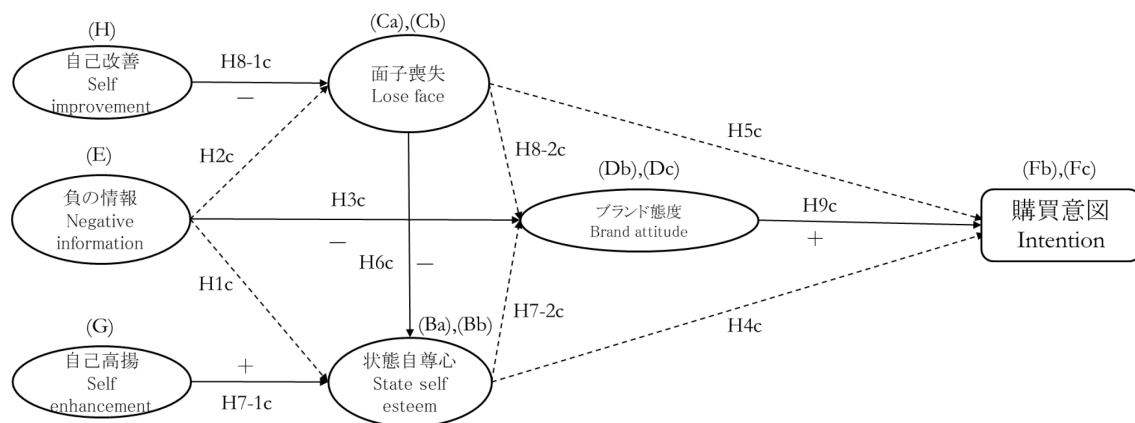 (H)
自己改善
Self
improvement
H8-1c
−
(Ca),(Cb)
面子喪失
Lose face
H2c
H5c
H8-2c
(E)
負の情報
Negative
information
H3c
−
H6c
−
(Db),(Dc)
ブランド態度
Brand attitude
H9c
+
(Fb),(Fc)
購買意図
Intention
H1c
H7-2c
H4c
(G)
自己高揚
Self
enhancement
+
H7-1c
(Ba),(Bb)
状態自尊心
State self
esteem